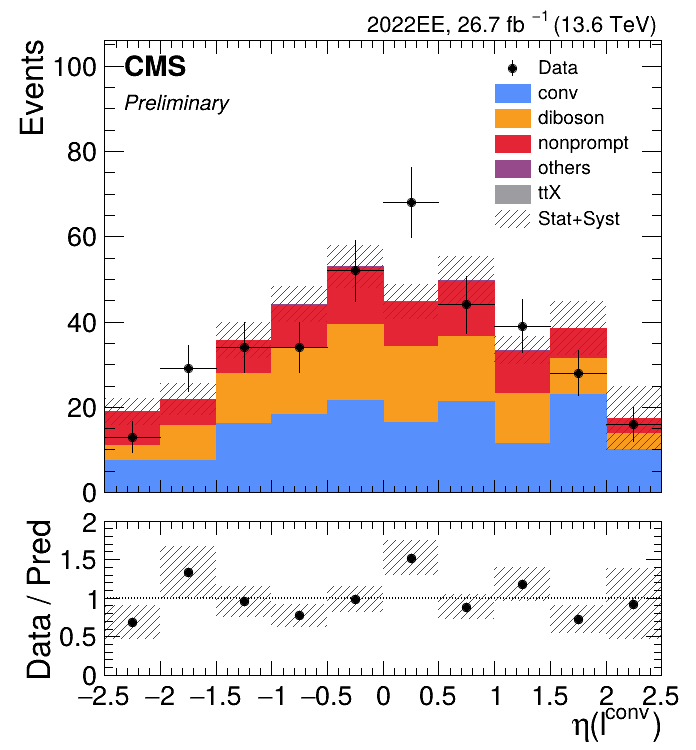 2022EE, 26.7 fb⁻¹ (13.6 TeV)
Events
100
80
60
40
20
0
CMS
Preliminary
Data
conv
diboson
nonprompt
others
ttX
Stat+Syst
Data / Pred
2
1.5
1
0.5
0
−2.5 −2 −1.5 −1 −0.5 0 0.5 1 1.5 2 2.5
η(l^conv)